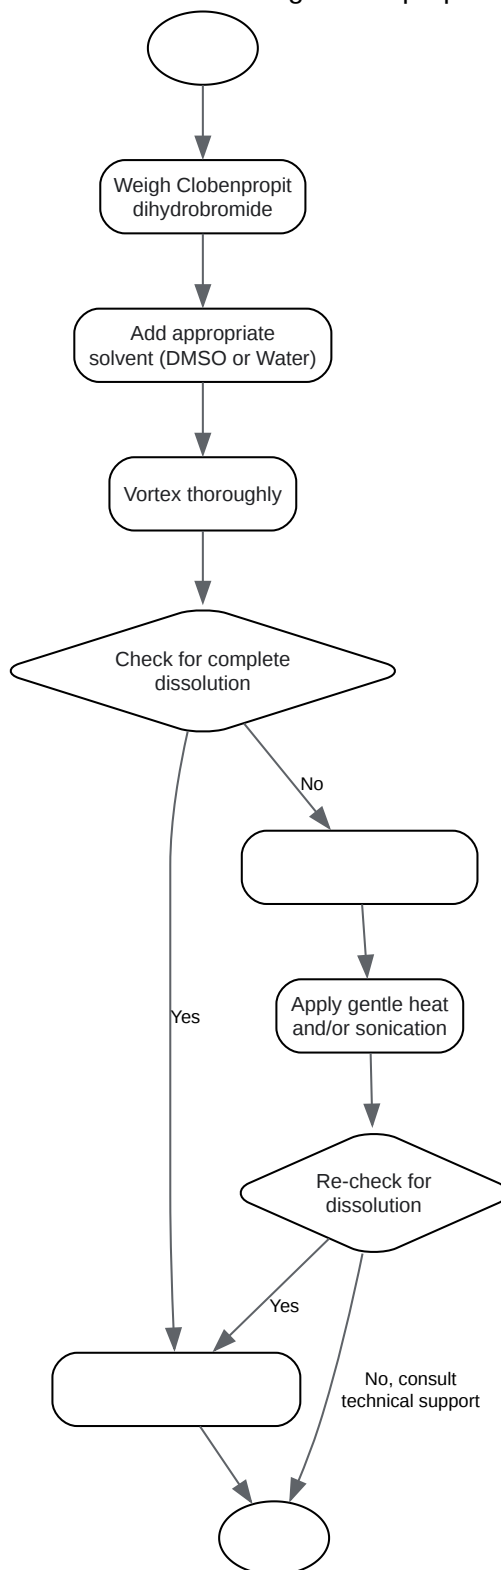 Weigh Clobenpropit
dihydrobromide
Add appropriate
solvent (DMSO or Water)
Vortex thoroughly
Check for complete
dissolution
No
Yes
Apply gentle heat
and/or sonication
Re-check for
dissolution
Yes
No, consult
technical support